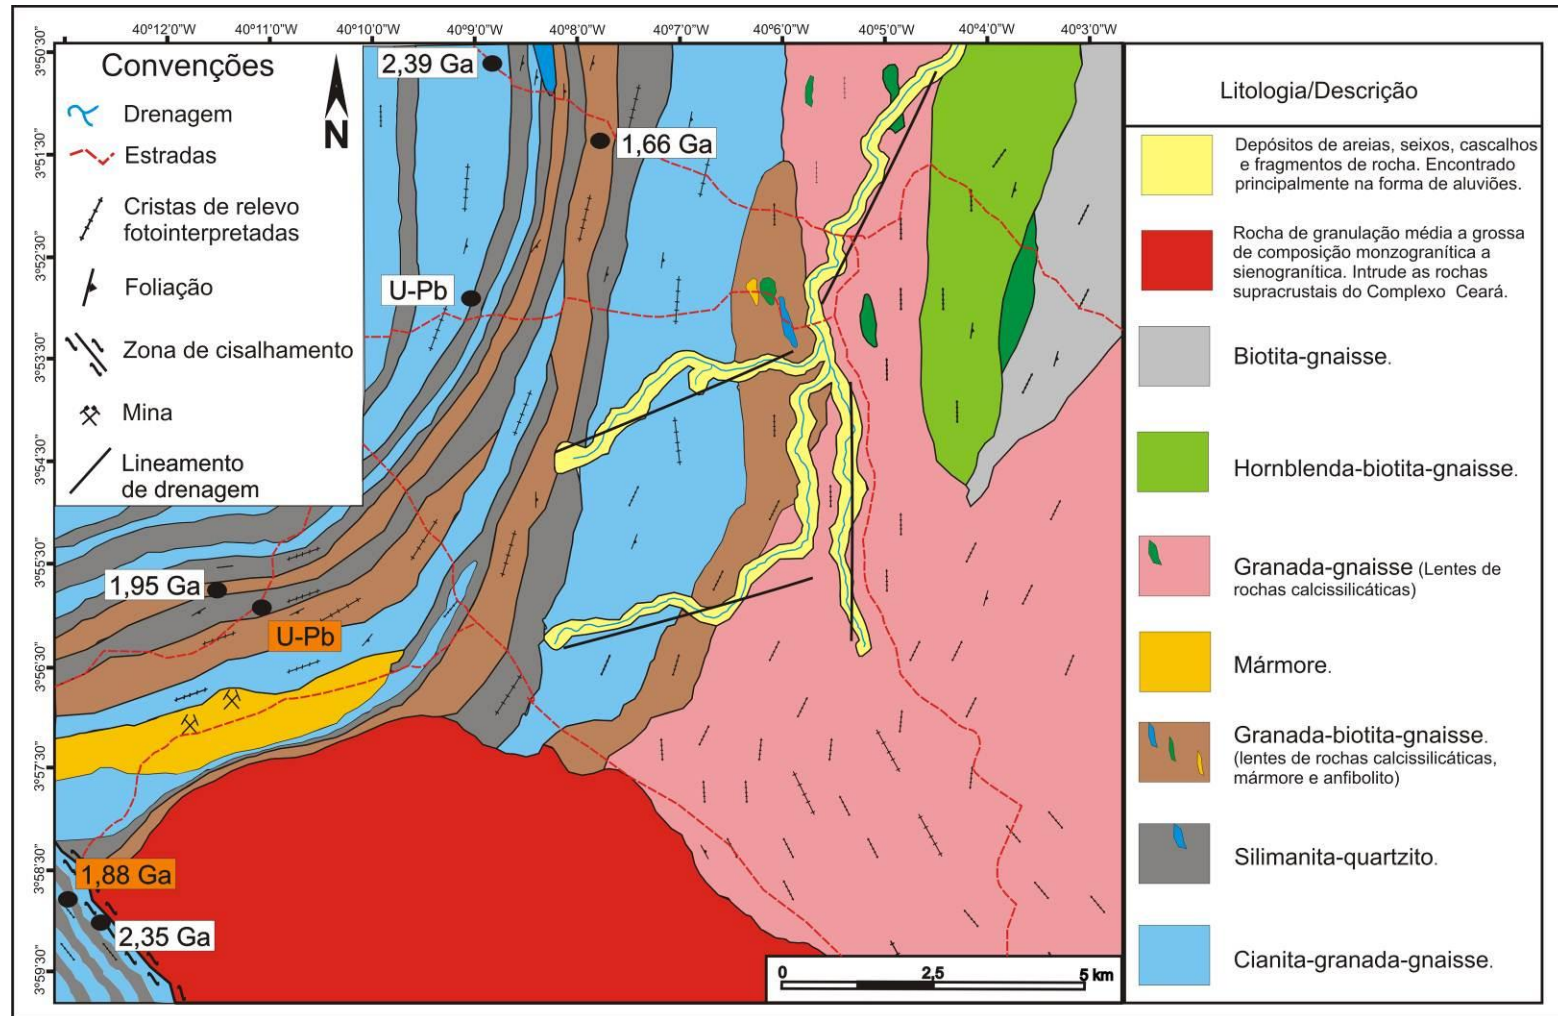 40°12'0"W 40°11'0"W 40°10'0"W 40°9'0"W 40°8'0"W 40°7'0"W 40°6'0"W 40°5'0"W 40°4'0"W 40°3'0"W
3°50'30"
3°51'30"
3°52'30"
3°53'30"
3°54'30"
3°55'30"
3°56'30"
3°57'30"
3°58'30"
3°59'30"
Convenções
Drenagem
Estradas
Cristas de relevo
fotointerpretadas
Foliação
Zona de cisalhamento
Mina
Lineamento
de drenagem
N
2,39 Ga
1,66 Ga
U-Pb
1,95 Ga
U-Pb
1,88 Ga
2,35 Ga
0 2,5 5 km
Litologia/Descrição
Depósitos de areias, seixos, cascalhos
e fragmentos de rocha. Encontrado
principalmente na forma de aluviões.
Rocha de granulação média a grossa
de composição monzogranítica a
sienogranítica. Intrude as rochas
supracrustais do Complexo Ceará.
Biotita-gnaisse.
Hornblenda-biotita-gnaisse.
Granada-gnaisse (Lentes de
rochas calcissilicáticas)
Mármore.
Granada-biotita-gnaisse.
(lentes de rochas calcissilicáticas,
mármore e anfibolito)
Silimanita-quartzito.
Cianita-granada-gnaisse.